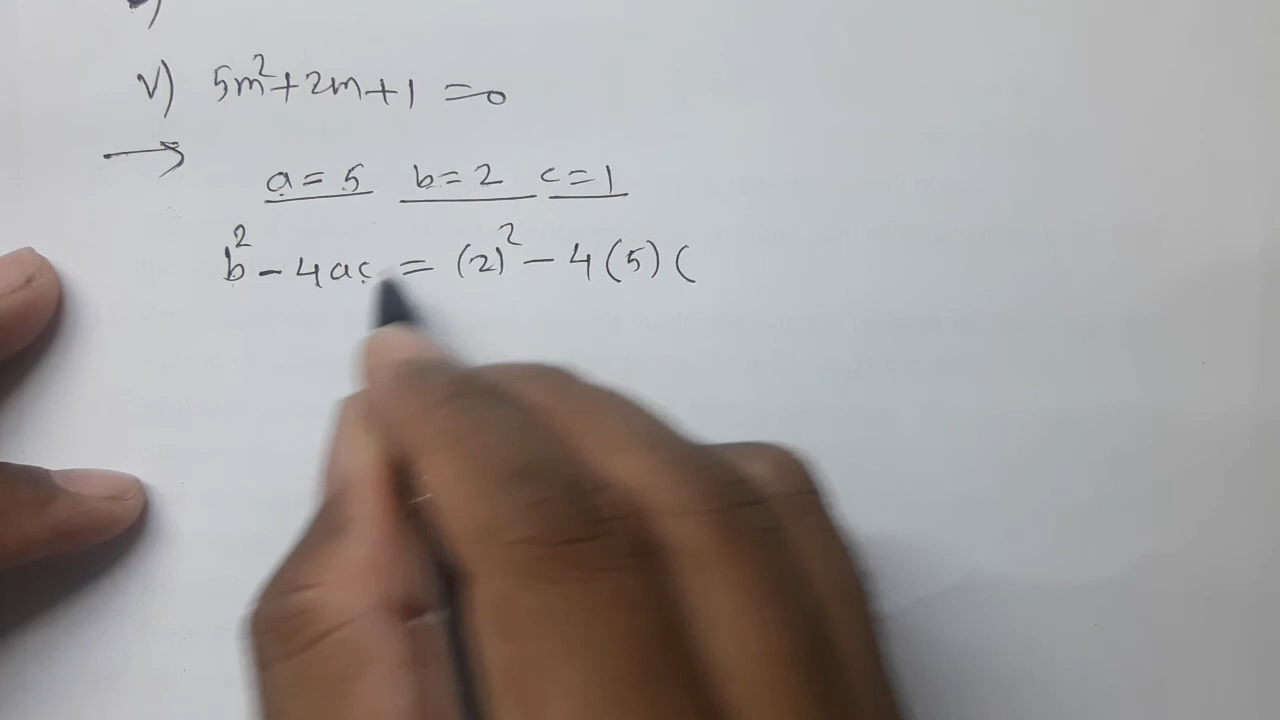 v) 5m²+2m+1 =0
→
a=5 b=2 c=1
b²-4ac = (2)²-4(5)(